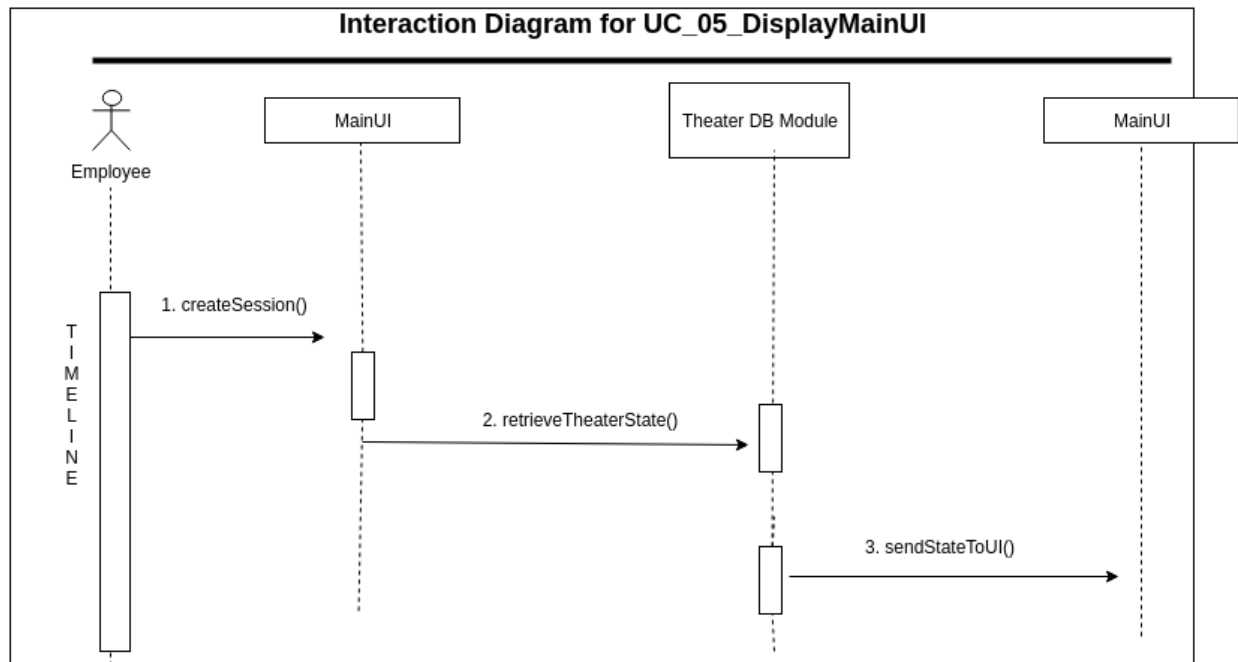 Interaction Diagram for UC_05_DisplayMainUI
MainUI
Theater DB Module
MainUI
Employee
1. createSession()
T
I
M
E
L
I
N
E
2. retrieveTheaterState()
3. sendStateToUI()